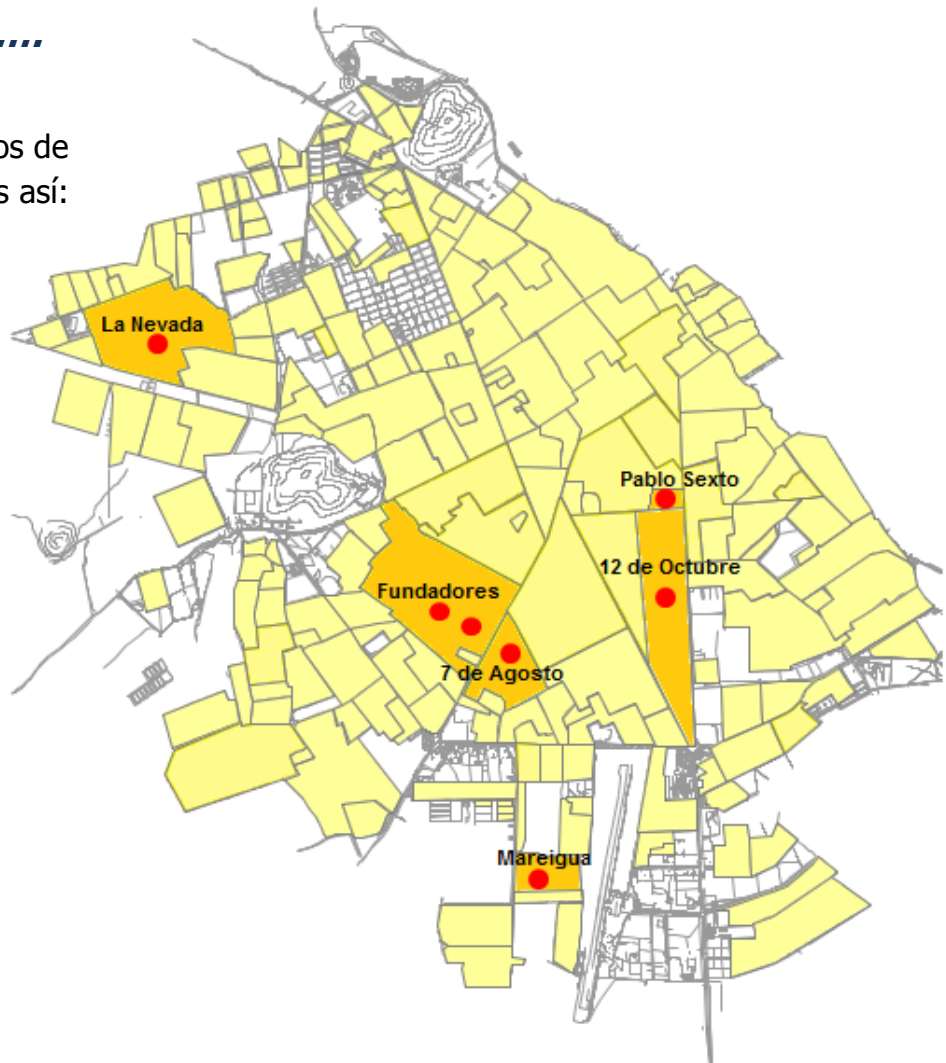 os de
s así:
La Nevada
Pablo Sexto
12 de Octubre
Fundadores
7 de Agosto
Mareigua